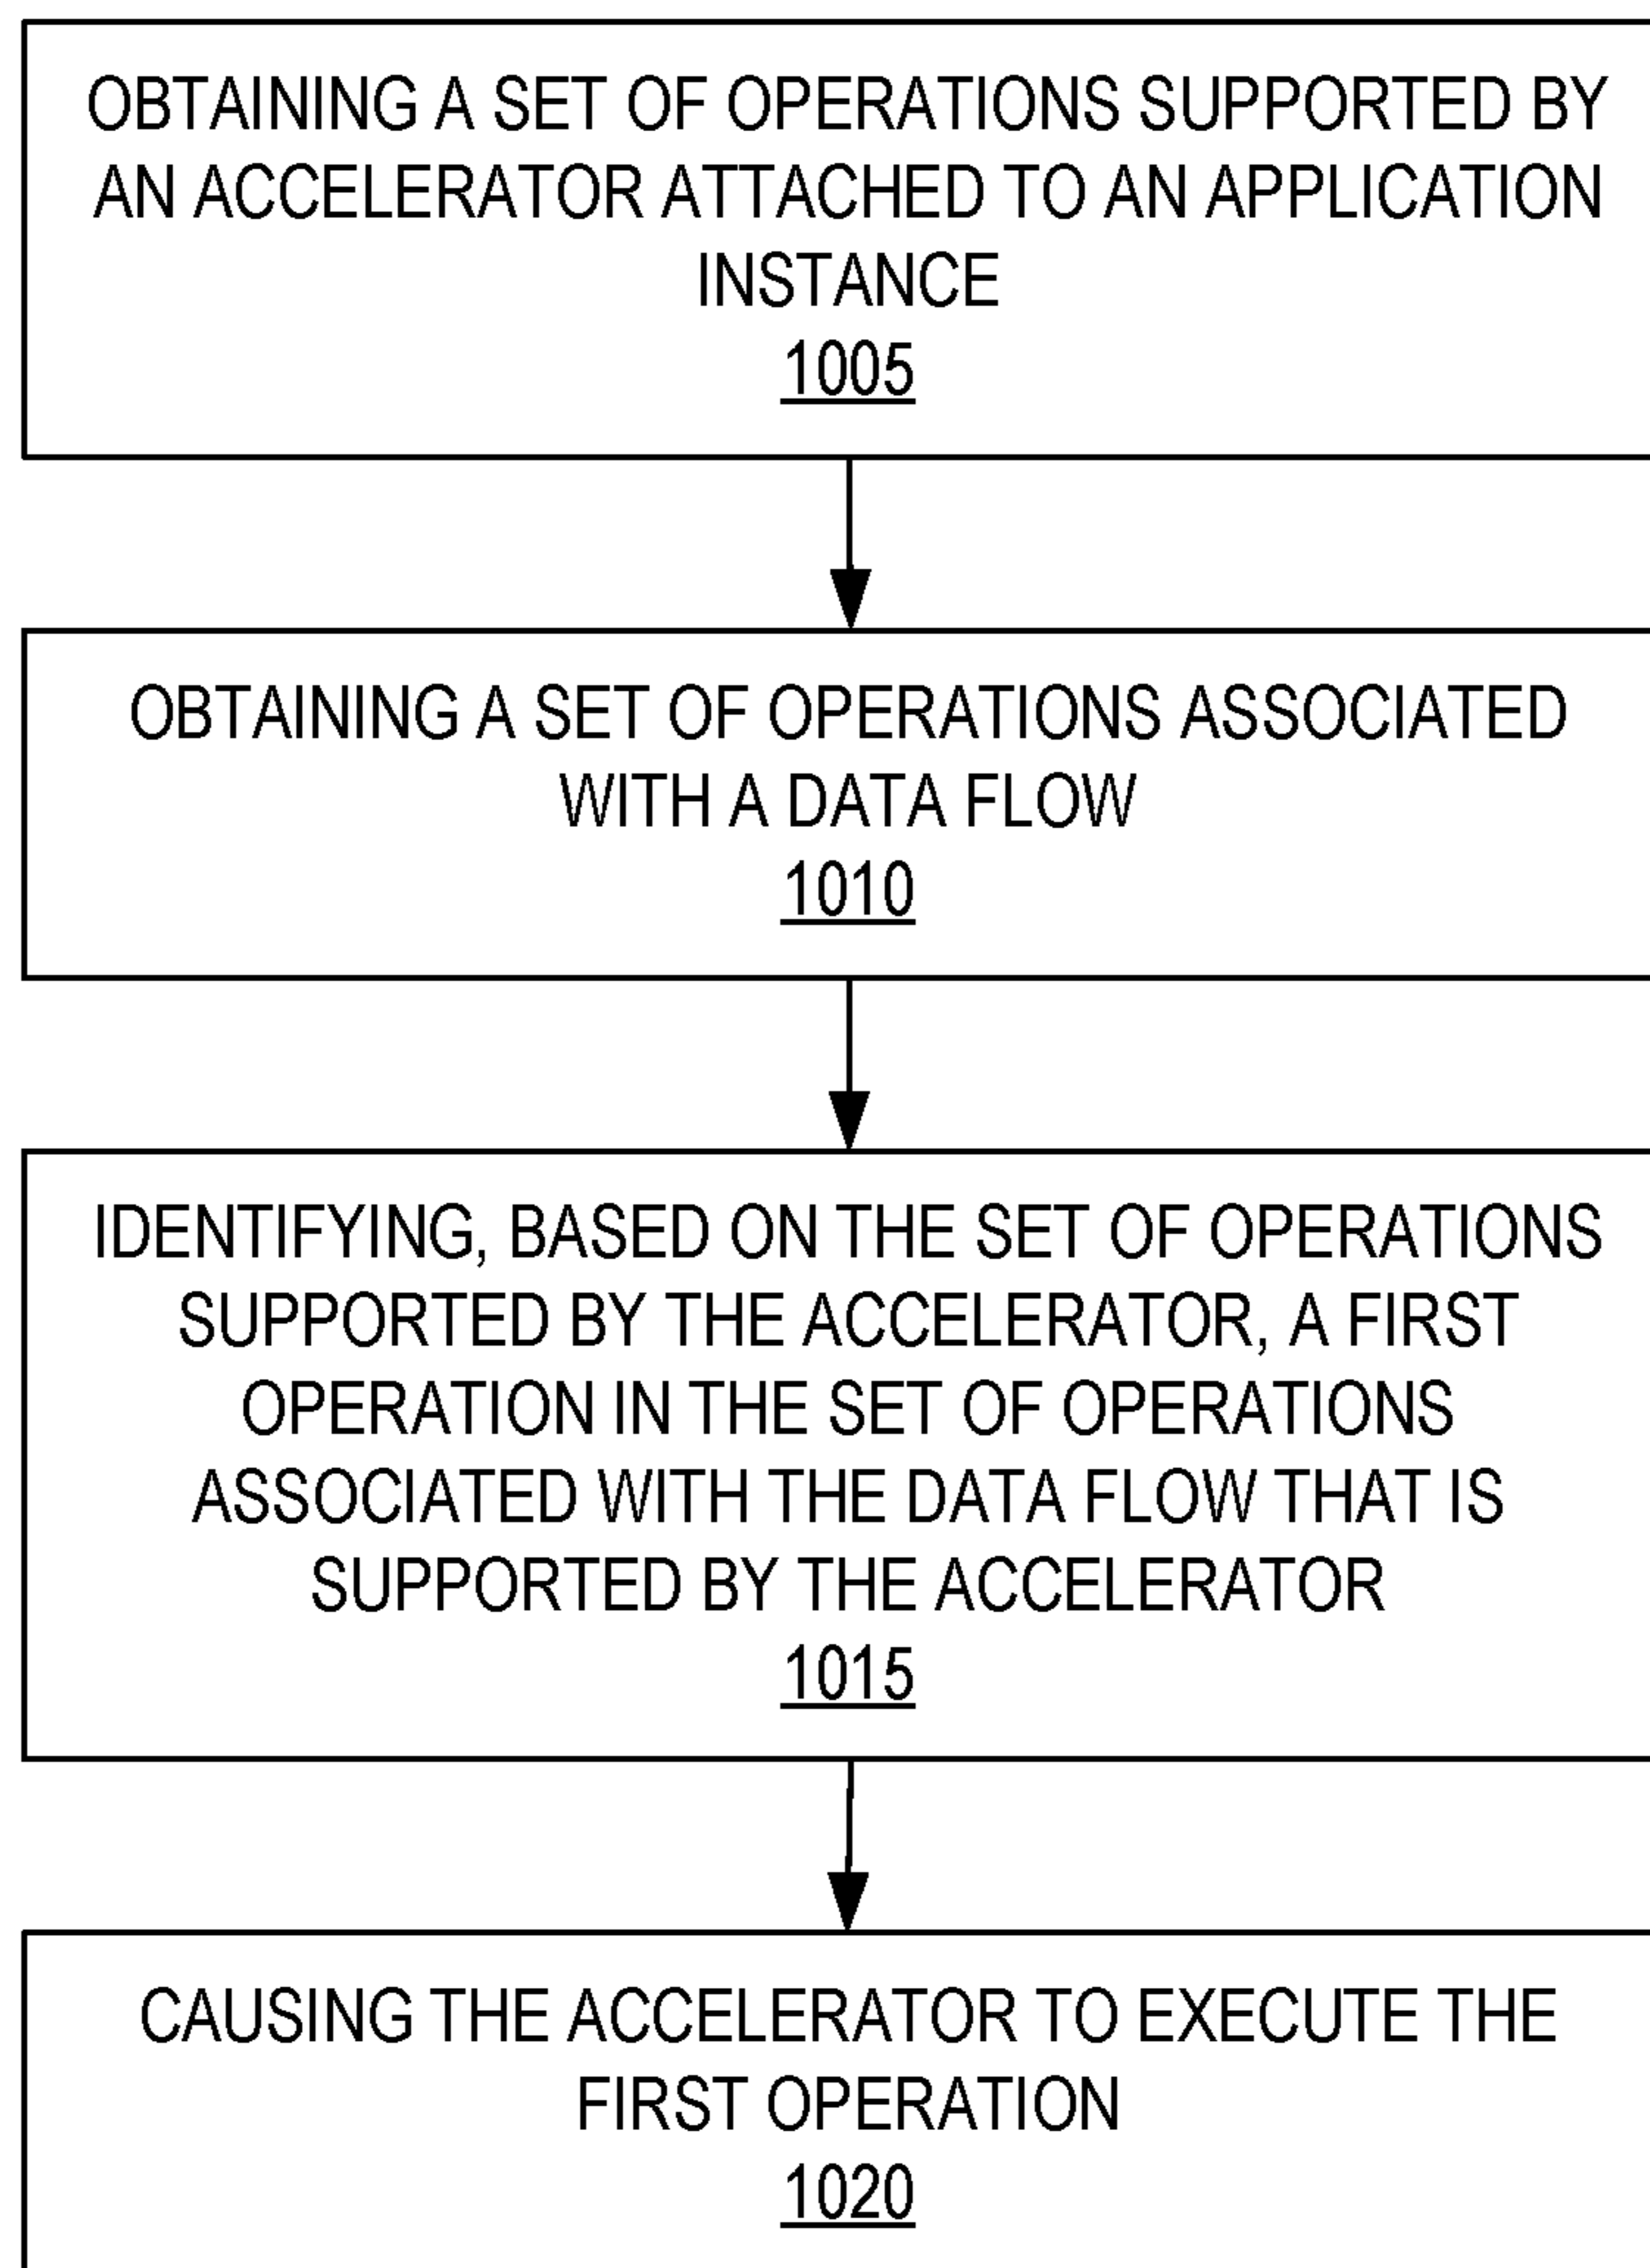 OBTAINING A SET OF OPERATIONS SUPPORTED BY
AN ACCELERATOR ATTACHED TO AN APPLICATION
INSTANCE
1005
OBTAINING A SET OF OPERATIONS ASSOCIATED
WITH A DATA FLOW
1010
IDENTIFYING, BASED ON THE SET OF OPERATIONS
SUPPORTED BY THE ACCELERATOR, A FIRST
OPERATION IN THE SET OF OPERATIONS
ASSOCIATED WITH THE DATA FLOW THAT IS
SUPPORTED BY THE ACCELERATOR
1015
CAUSING THE ACCELERATOR TO EXECUTE THE
FIRST OPERATION
1020